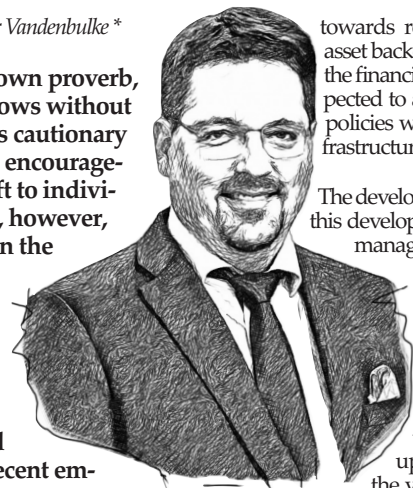 Vandenbulke *
own proverb,
ows without
s cautionary
encourage-
ft to indivi-
, however,
n the
d
ecent em-
towards re
asset back
the financi
pected to a
policies w
frastructur
The develo
this develop
manag
up
the v